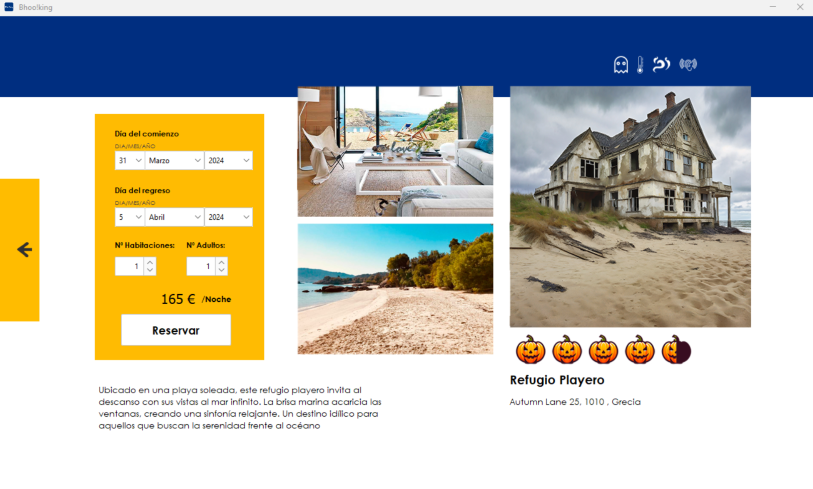 Bhoolking
Día del comienzo
DIA/MES/AÑO
31 Marzo 2024
Día del regreso
DIA/MES/AÑO
5 Abril 2024
Nº Habitaciones: Nº Adultos:
1 1
165 € /Noche
Reservar
Ubicado en una playa soleada, este refugio playero invita al
descanso con sus vistas al mar infinito. La brisa marina acaricia las
ventanas, creando una sinfonía relajante. Un destino idílico para
aquellos que buscan la serenidad frente al océano
Refugio Playero
Autumn Lane 25, 1010 , Grecia